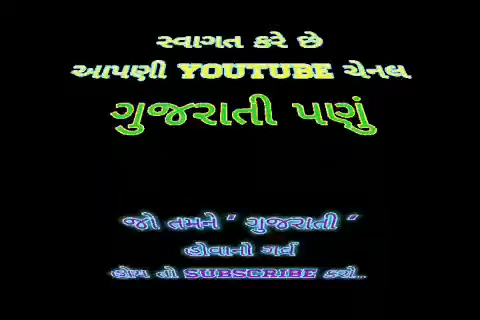 સ્વાગત કરે છે
આપણી YOUTUBE ચેનલ
ગુજરાતી પણું
જો તમને " ગુજરાતી "
હોવાનો ગર્વ
હોય તો SUBSCRIBE કરો...